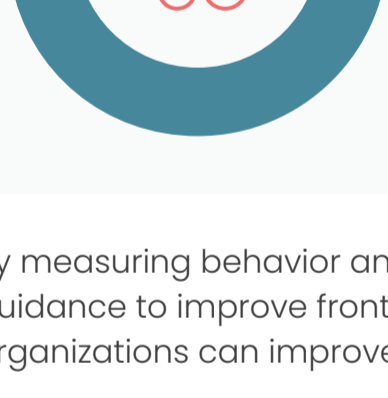 y measuring behavior an
uidance to improve front
rganizations can improve